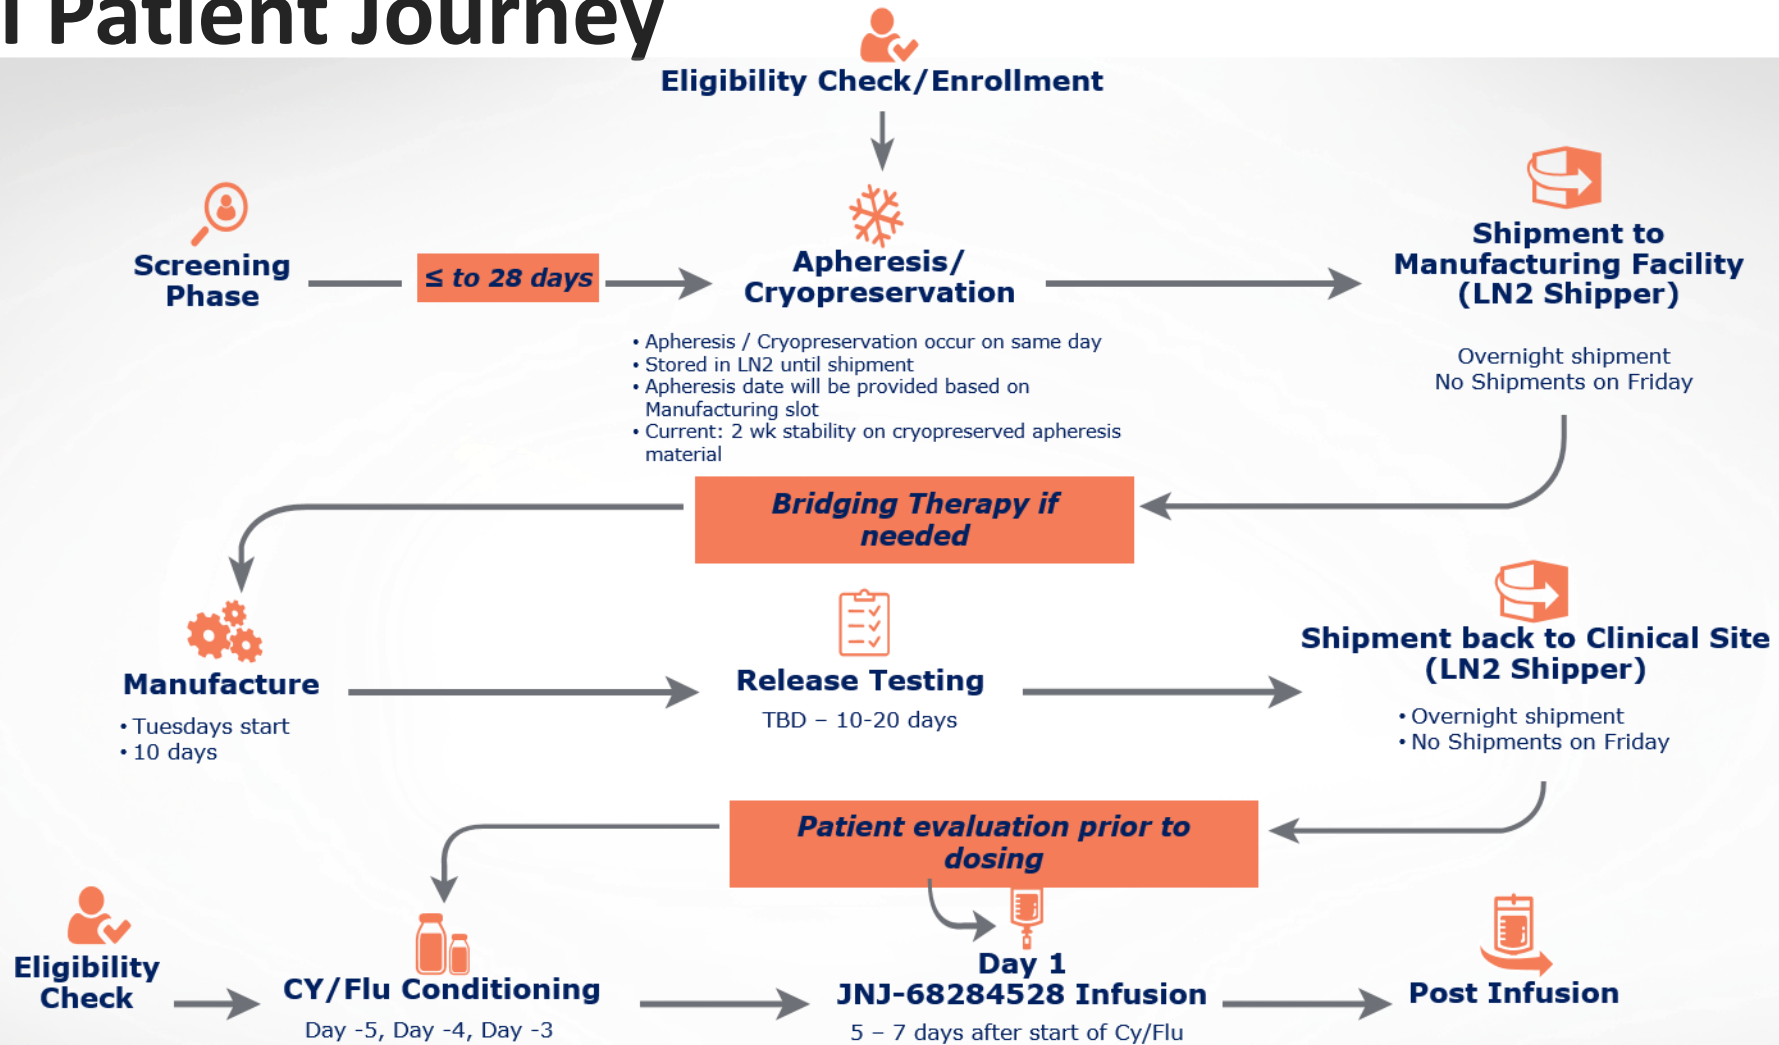 Patient Journey
Eligibility Check/Enrollment
Screening
Phase
≤ to 28 days
Apheresis/
Cryopreservation
• Apheresis / Cryopreservation occur on same day
• Stored in LN2 until shipment
• Apheresis date will be provided based on
Manufacturing slot
• Current: 2 wk stability on cryopreserved apheresis
material
Shipment to
Manufacturing Facility
(LN2 Shipper)
Overnight shipment
No Shipments on Friday
Bridging Therapy if
needed
Manufacture
• Tuesdays start
• 10 days
Release Testing
TBD – 10-20 days
Shipment back to Clinical Site
(LN2 Shipper)
• Overnight shipment
• No Shipments on Friday
Patient evaluation prior to
dosing
Eligibility
Check
CY/Flu Conditioning
Day -5, Day -4, Day -3
Day 1
JNJ-68284528 Infusion
5 – 7 days after start of Cy/Flu
Post Infusion